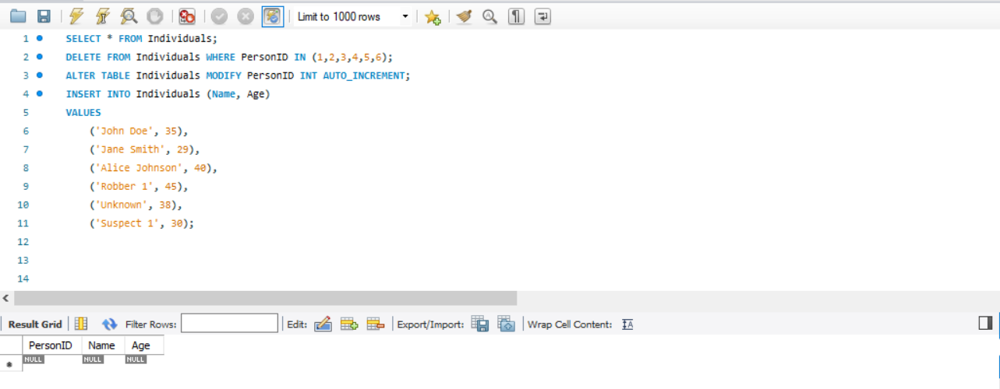 Limit to 1000 rows
1 SELECT * FROM Individuals;
2 DELETE FROM Individuals WHERE PersonID IN (1,2,3,4,5,6);
3 ALTER TABLE Individuals MODIFY PersonID INT AUTO_INCREMENT;
4 INSERT INTO Individuals (Name, Age)
5 VALUES
6 ('John Doe', 35),
7 ('Jane Smith', 29),
8 ('Alice Johnson', 40),
9 ('Robber 1', 45),
10 ('Unknown', 38),
11 ('Suspect 1', 30);
12
13
14
Result Grid Filter Rows: Edit: Export/Import: Wrap Cell Content: IA
PersonID Name Age
* NULL NULL NULL